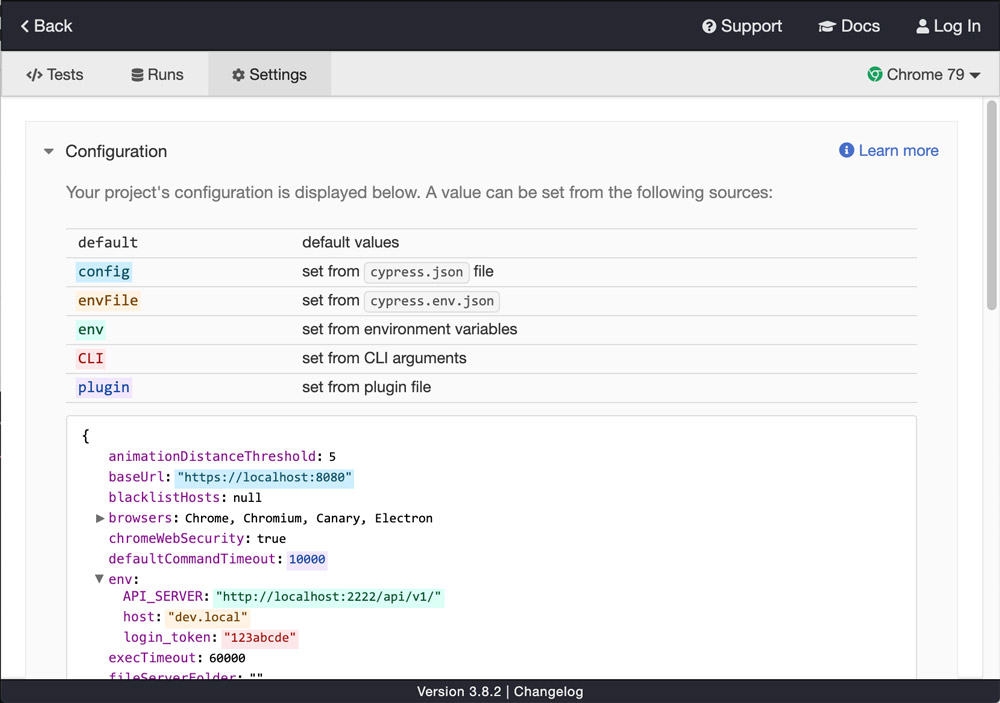 Back Support Docs Log In
Tests Runs Settings Chrome 79
Configuration Learn more
Your project's configuration is displayed below. A value can be set from the following sources:
default default values
config set from cypress.json file
envFile set from cypress.env.json
env set from environment variables
CLI set from CLI arguments
plugin set from plugin file
{
animationDistanceThreshold: 5
baseUrl: "https://localhost:8080"
blacklistHosts: null
browsers: Chrome, Chromium, Canary, Electron
chromeWebSecurity: true
defaultCommandTimeout: 10000
env:
API_SERVER: "http://localhost:2222/api/v1/"
host: "dev.local"
login_token: "123abcde"
execTimeout: 60000
fileServerFolder: ""
Version 3.8.2 | Changelog